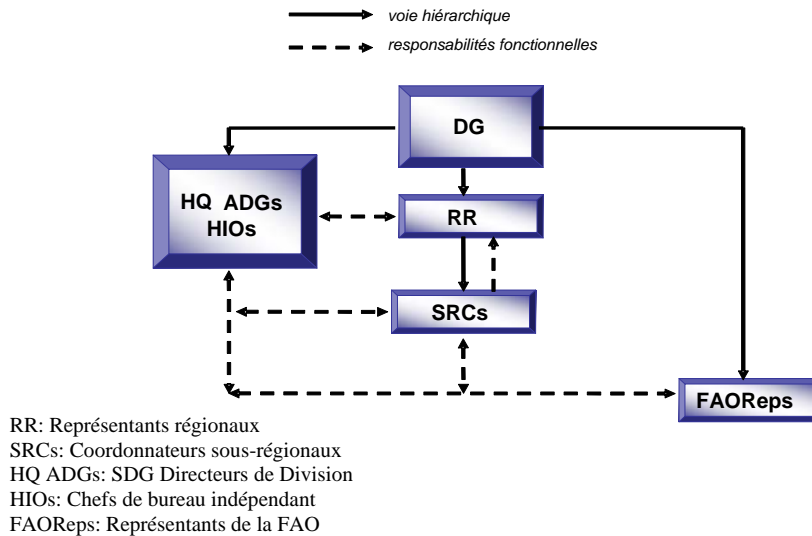 voie hiérarchique
responsabilités fonctionnelles
DG
HQ ADGs
HIOs
RR
SRCs
FAOReps
RR: Représentants régionaux
SRCs: Coordonnateurs sous-régionaux
HQ ADGs: SDG Directeurs de Division
HIOs: Chefs de bureau indépendant
FAOReps: Représentants de la FAO